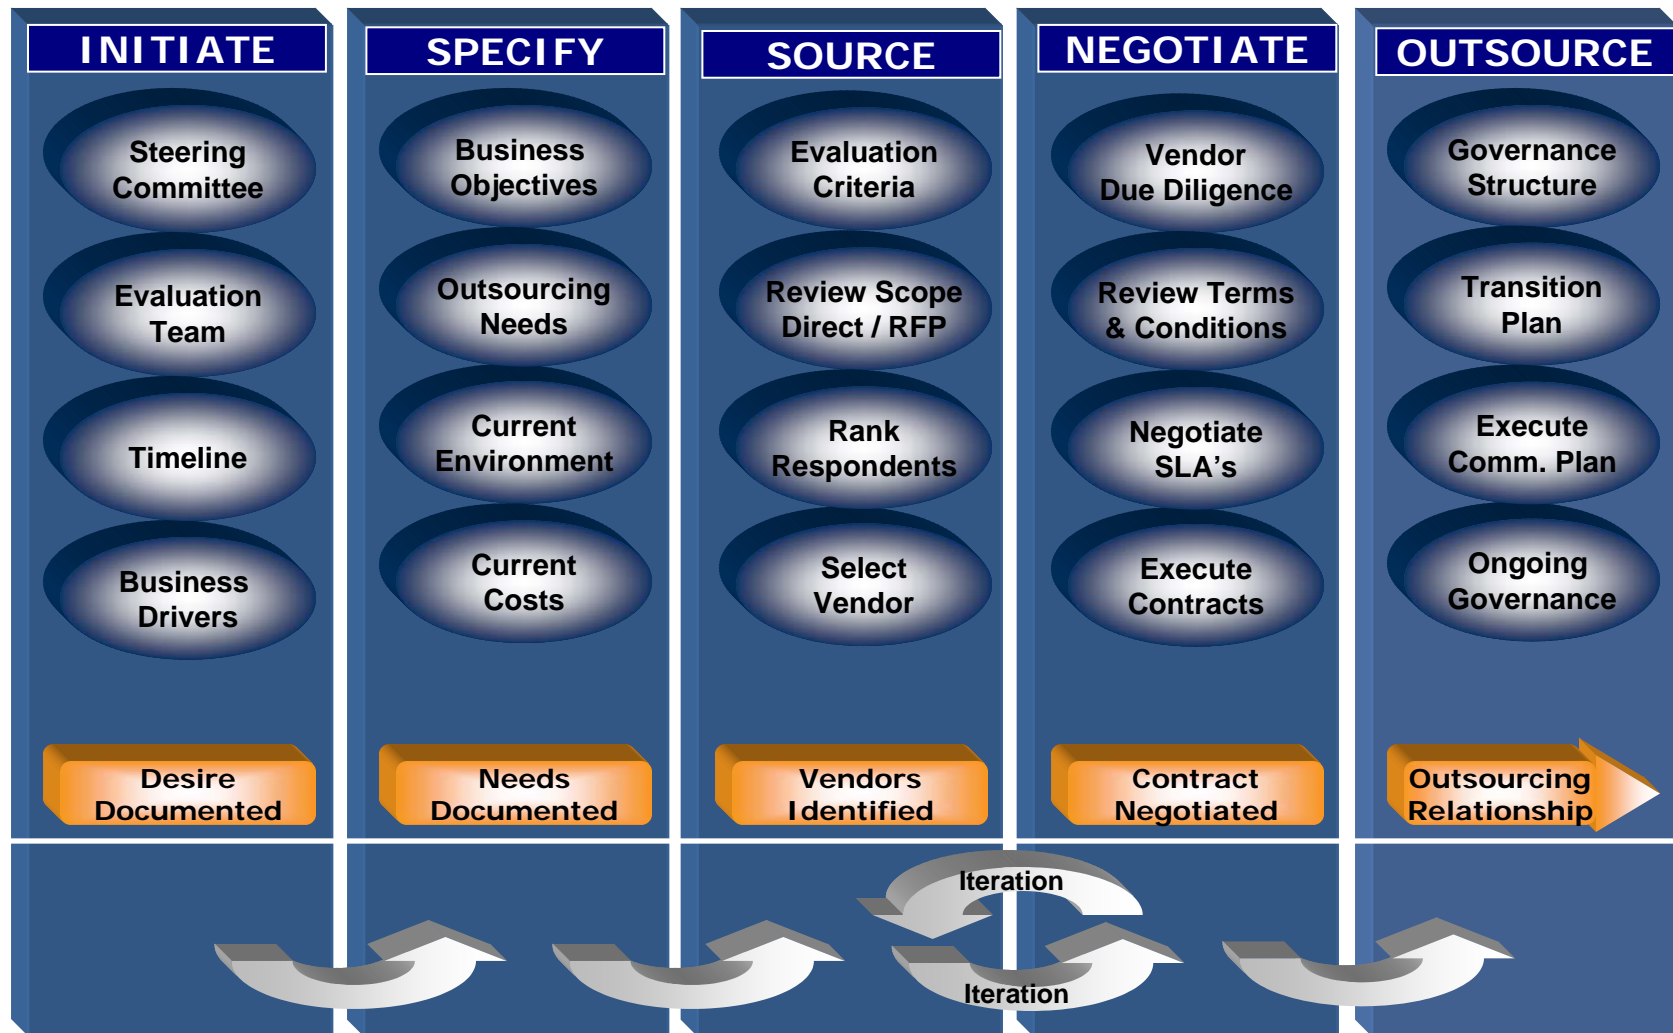 INITIATE
Steering
Committee
Evaluation
Team
Timeline
Business
Drivers
Desire
Documented
SPECIFY
Business
Objectives
Outsourcing
Needs
Current
Environment
Current
Costs
Needs
Documented
SOURCE
Evaluation
Criteria
Review Scope
Direct / RFP
Rank
Respondents
Select
Vendor
Vendors
Identified
NEGOTIATE
Vendor
Due Diligence
Review Terms
& Conditions
Negotiate
SLA's
Execute
Contracts
Contract
Negotiated
OUTSOURCE
Governance
Structure
Transition
Plan
Execute
Comm. Plan
Ongoing
Governance
Outsourcing
Relationship
Iteration
Iteration